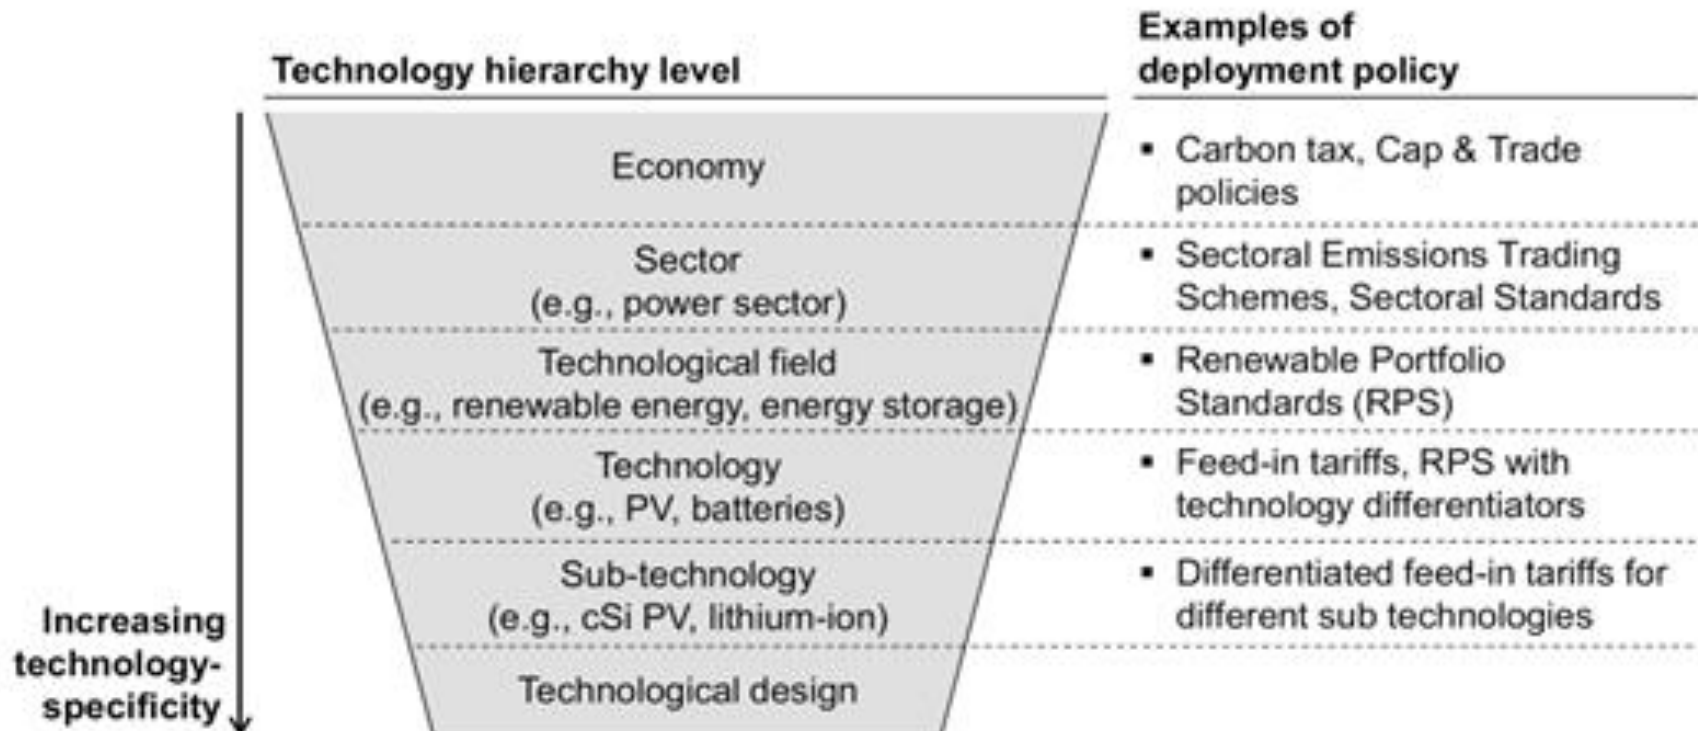 Technology hierarchy level
Examples of
deployment policy
Economy
▪ Carbon tax, Cap & Trade
policies
Sector
(e.g., power sector)
▪ Sectoral Emissions Trading
Schemes, Sectoral Standards
Technological field
(e.g., renewable energy, energy storage)
▪ Renewable Portfolio
Standards (RPS)
Technology
(e.g., PV, batteries)
▪ Feed-in tariffs, RPS with
technology differentiators
Sub-technology
(e.g., cSi PV, lithium-ion)
▪ Differentiated feed-in tariffs for
different sub technologies
Technological design
Increasing
technology-
specificity